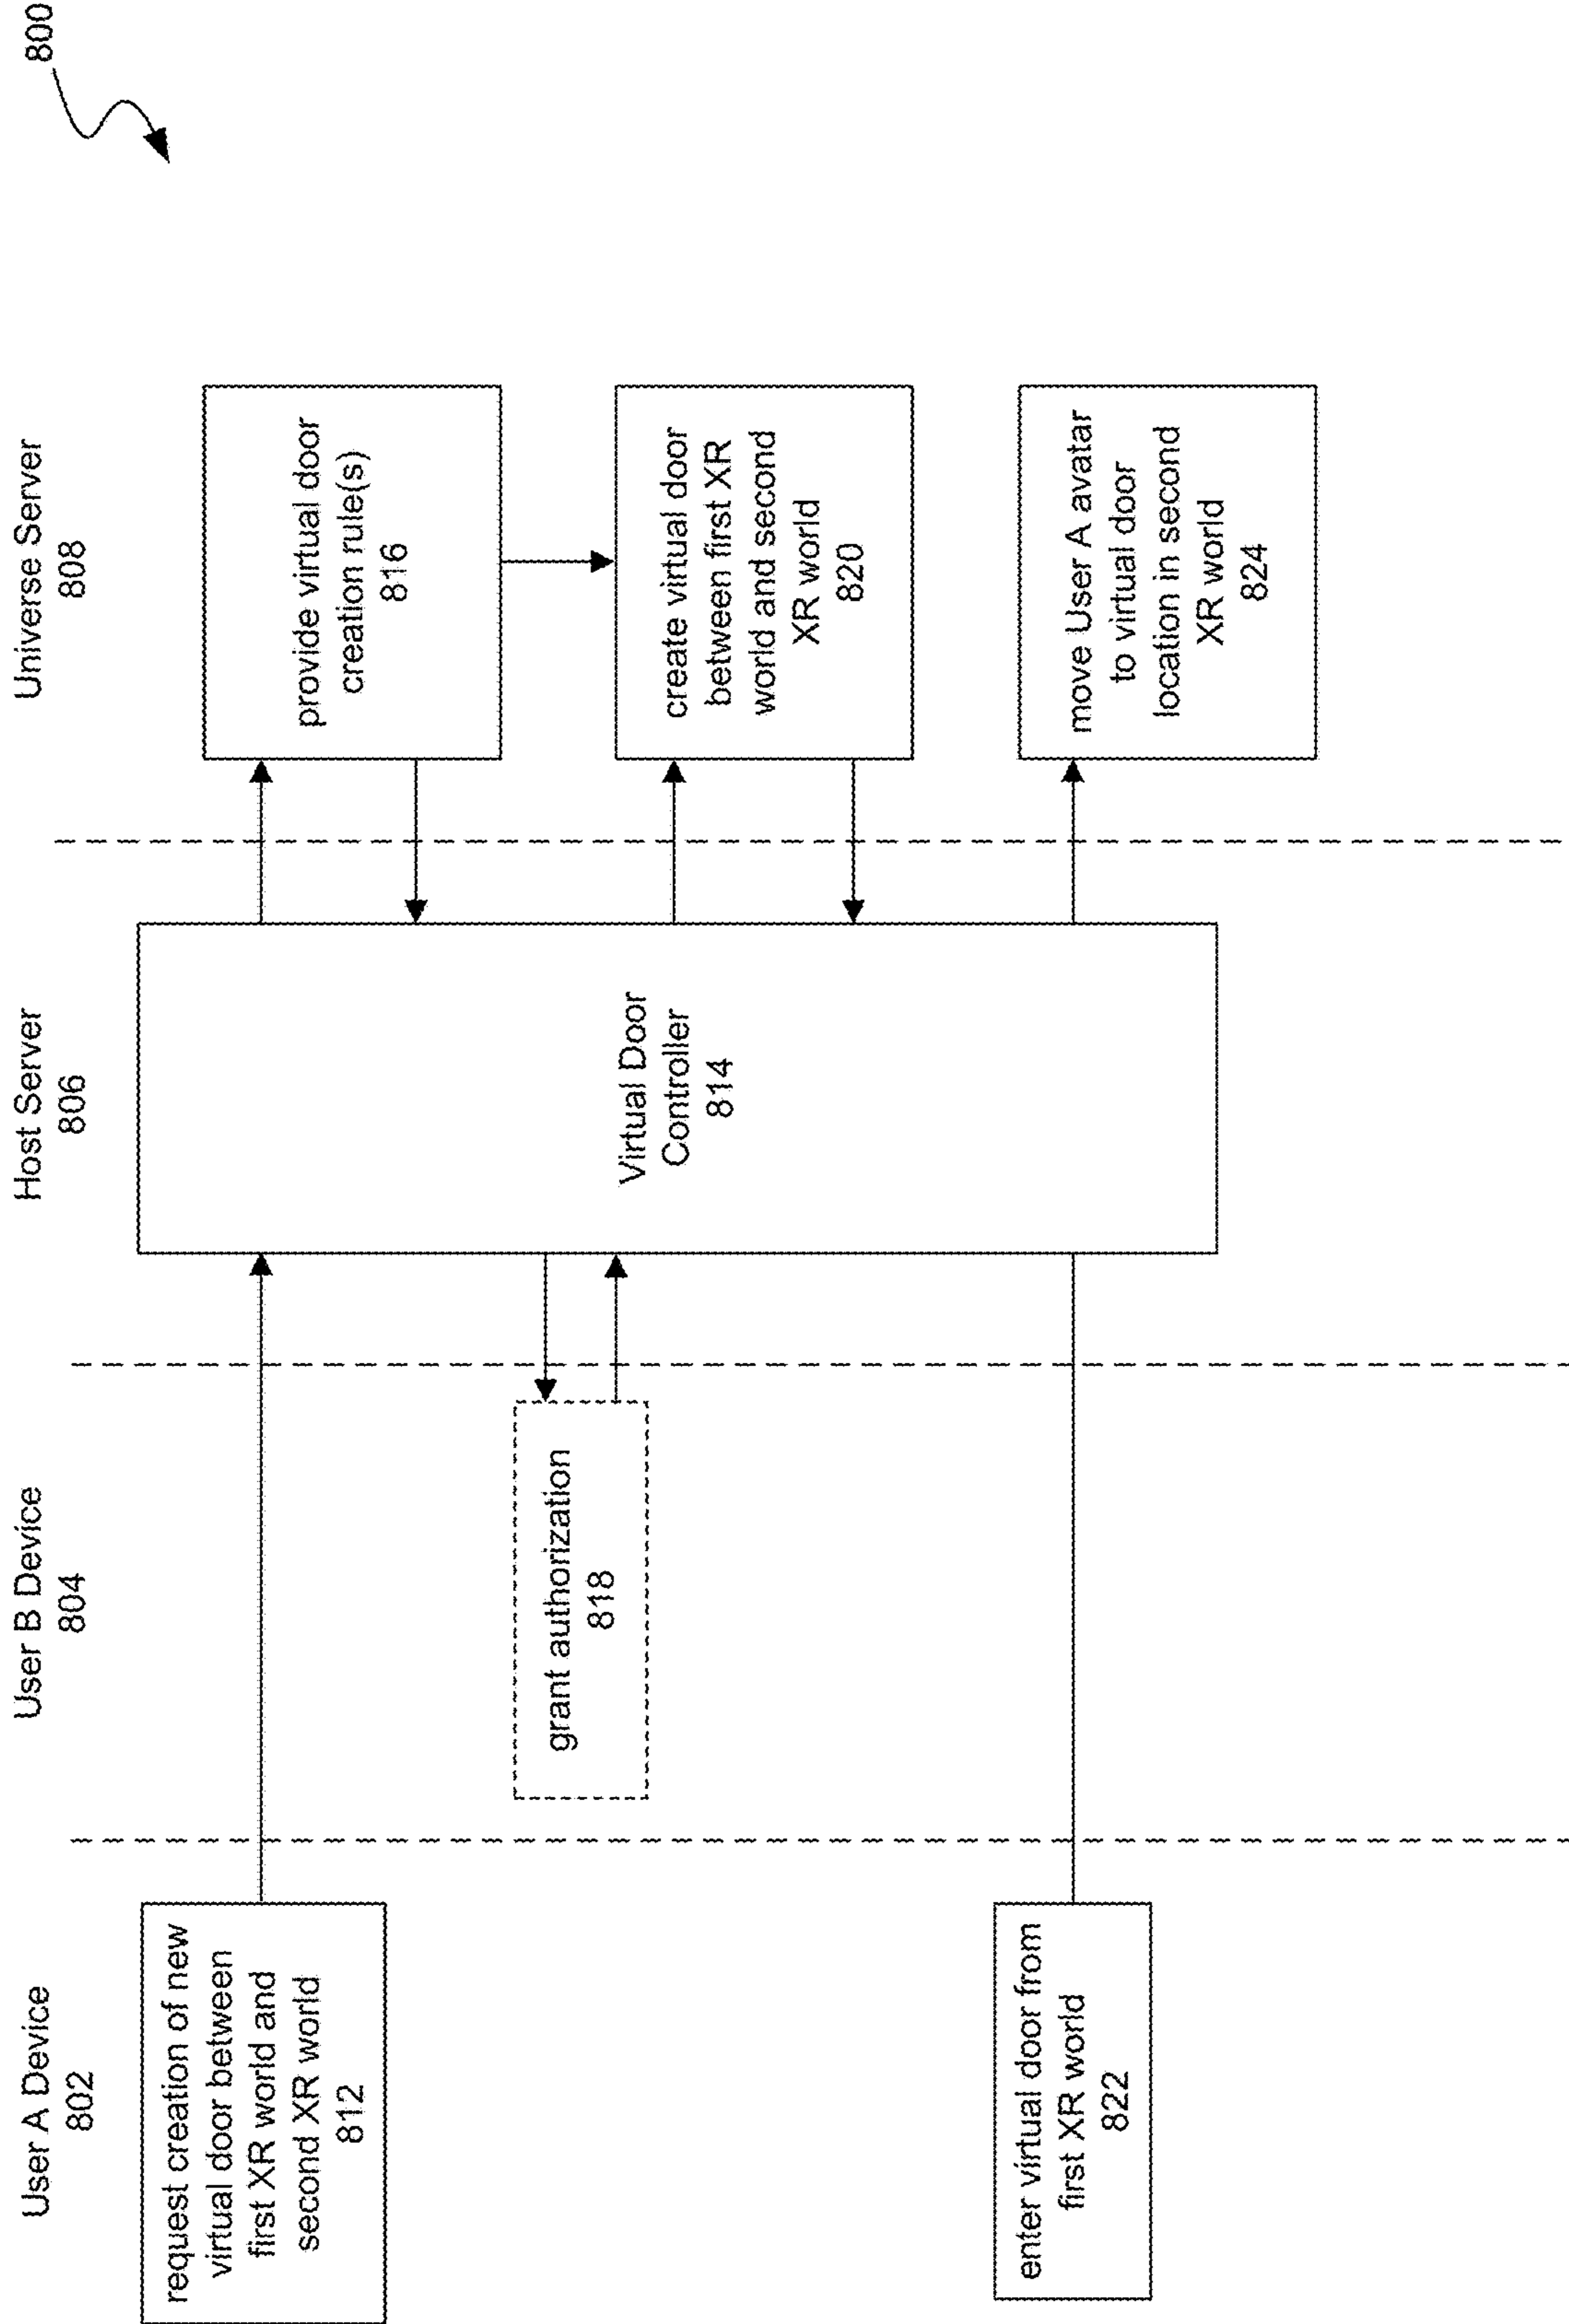 800
User A Device
802
User B Device
804
Host Server
806
Universe Server
808
request creation of new
virtual door between
first XR world and
second XR world
812
Virtual Door
Controller
814
provide virtual door
creation rule(s)
816
grant authorization
818
create virtual door
between first XR
world and second
XR world
820
enter virtual door from
first XR world
822
move User A avatar
to virtual door
location in second
XR world
824